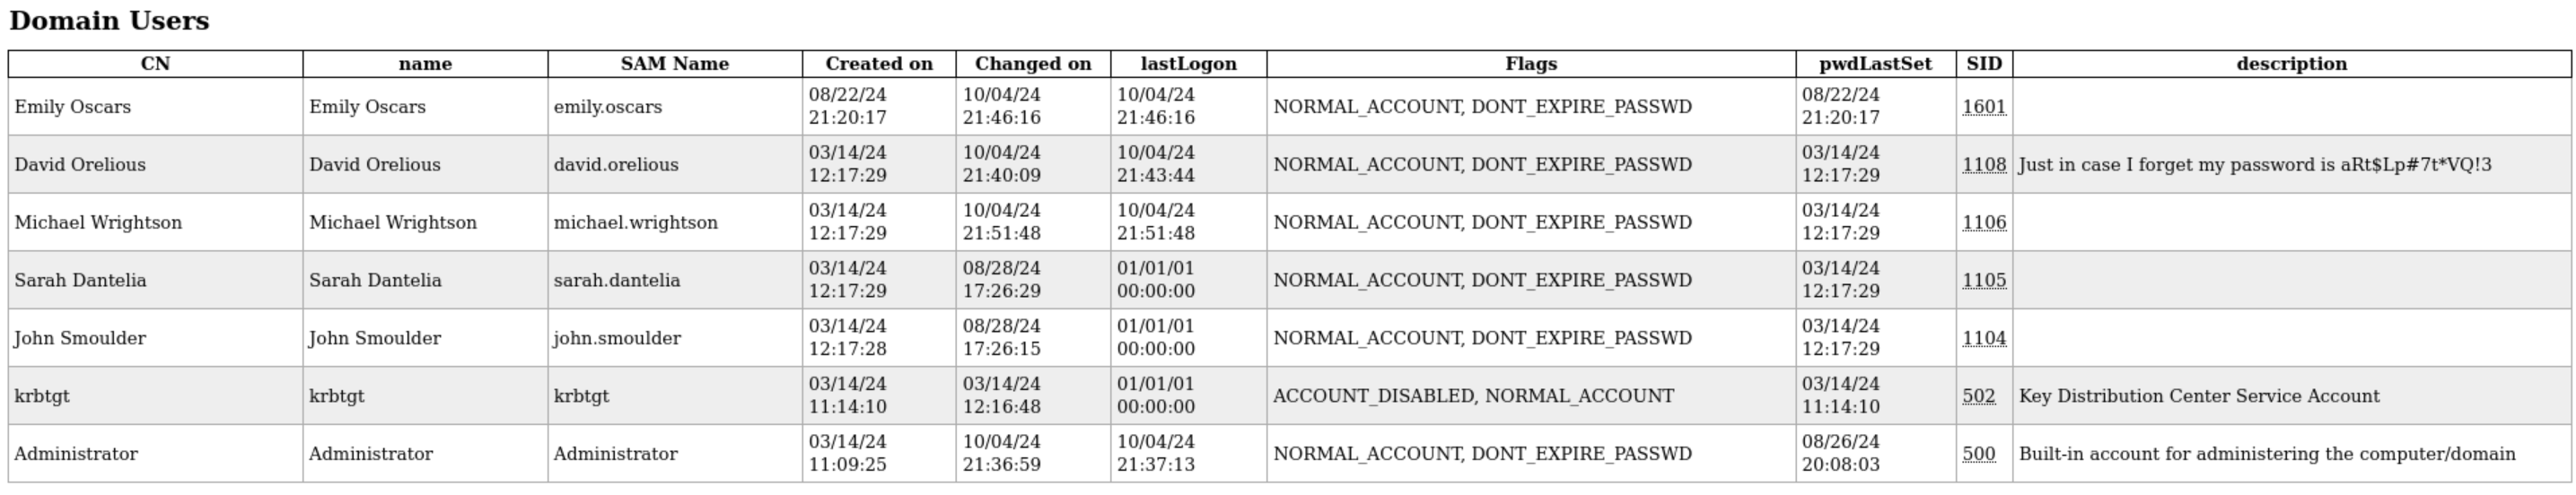 Domain Users
CN name SAM Name Created on Changed on lastLogon Flags pwdLastSet SID description
Emily Oscars Emily Oscars emily.oscars 08/22/24 21:20:17 10/04/24 21:46:16 10/04/24 21:46:16 NORMAL_ACCOUNT, DONT_EXPIRE_PASSWD 08/22/24 21:20:17 1601
David Orelious David Orelious david.orelious 03/14/24 12:17:29 10/04/24 21:40:09 10/04/24 21:43:44 NORMAL_ACCOUNT, DONT_EXPIRE_PASSWD 03/14/24 12:17:29 1108 Just in case I forget my password is aRt$Lp#7t*VQ!3
Michael Wrightson Michael Wrightson michael.wrightson 03/14/24 12:17:29 10/04/24 21:51:48 10/04/24 21:51:48 NORMAL_ACCOUNT, DONT_EXPIRE_PASSWD 03/14/24 12:17:29 1106
Sarah Dantelia Sarah Dantelia sarah.dantelia 03/14/24 12:17:29 08/28/24 17:26:29 01/01/01 00:00:00 NORMAL_ACCOUNT, DONT_EXPIRE_PASSWD 03/14/24 12:17:29 1105
John Smoulder John Smoulder john.smoulder 03/14/24 12:17:28 08/28/24 17:26:15 01/01/01 00:00:00 NORMAL_ACCOUNT, DONT_EXPIRE_PASSWD 03/14/24 12:17:29 1104
krbtgt krbtgt krbtgt 03/14/24 11:14:10 03/14/24 12:16:48 01/01/01 00:00:00 ACCOUNT_DISABLED, NORMAL_ACCOUNT 03/14/24 11:14:10 502 Key Distribution Center Service Account
Administrator Administrator Administrator 03/14/24 11:09:25 10/04/24 21:36:59 10/04/24 21:37:13 NORMAL_ACCOUNT, DONT_EXPIRE_PASSWD 08/26/24 20:08:03 500 Built-in account for administering the computer/domain